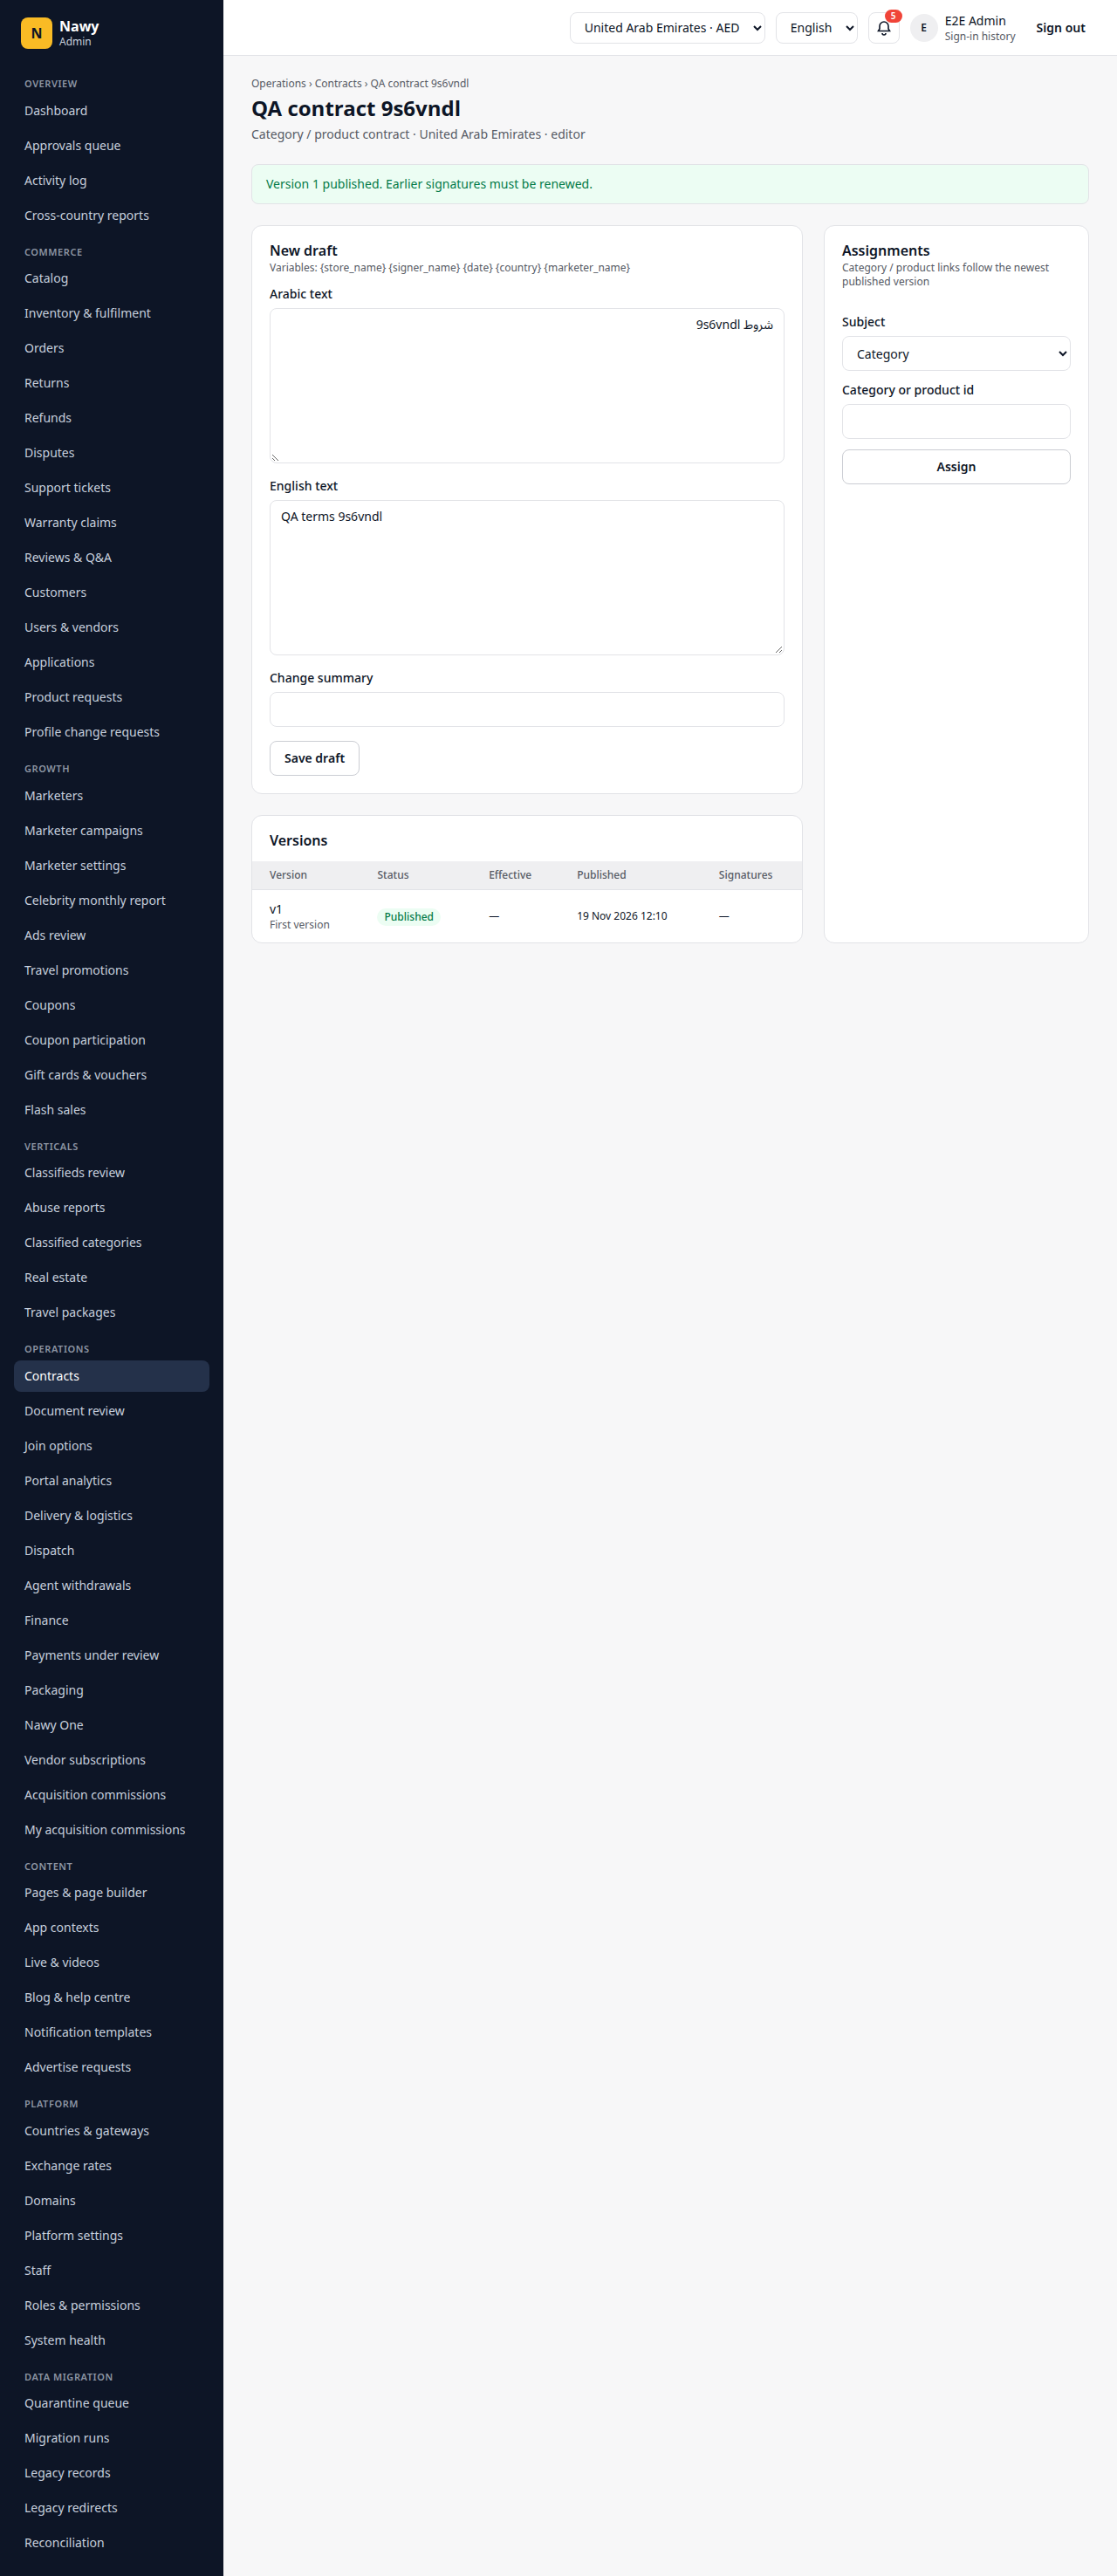 N
Nawy
Admin
OVERVIEW
Dashboard
Approvals queue
Activity log
Cross-country reports
COMMERCE
Catalog
Inventory & fulfilment
Orders
Returns
Refunds
Disputes
Support tickets
Warranty claims
Reviews & Q&A
Customers
Users & vendors
Applications
Product requests
Profile change requests
GROWTH
Marketers
Marketer campaigns
Marketer settings
Celebrity monthly report
Ads review
Travel promotions
Coupons
Coupon participation
Gift cards & vouchers
Flash sales
VERTICALS
Classifieds review
Abuse reports
Classified categories
Real estate
Travel packages
OPERATIONS
Contracts
Document review
Join options
Portal analytics
Delivery & logistics
Dispatch
Agent withdrawals
Finance
Payments under review
Packaging
Nawy One
Vendor subscriptions
Acquisition commissions
My acquisition commissions
CONTENT
Pages & page builder
App contexts
Live & videos
Blog & help centre
Notification templates
Advertise requests
PLATFORM
Countries & gateways
Exchange rates
Domains
Platform settings
Staff
Roles & permissions
System health
DATA MIGRATION
Quarantine queue
Migration runs
Legacy records
Legacy redirects
Reconciliation
United Arab Emirates · AED
English
5
E
E2E Admin
Sign-in history
Sign out
Operations › Contracts › QA contract 9s6vndl
QA contract 9s6vndl
Category / product contract · United Arab Emirates · editor
Version 1 published. Earlier signatures must be renewed.
New draft
Variables: {store_name} {signer_name} {date} {country} {marketer_name}
Arabic text
شروط 9s6vndl
English text
QA terms 9s6vndl
Change summary
Save draft
Versions
Version Status Effective Published Signatures
v1 Published — 19 Nov 2026 12:10 —
First version
Assignments
Category / product links follow the newest
published version
Subject
Category
Category or product id
Assign